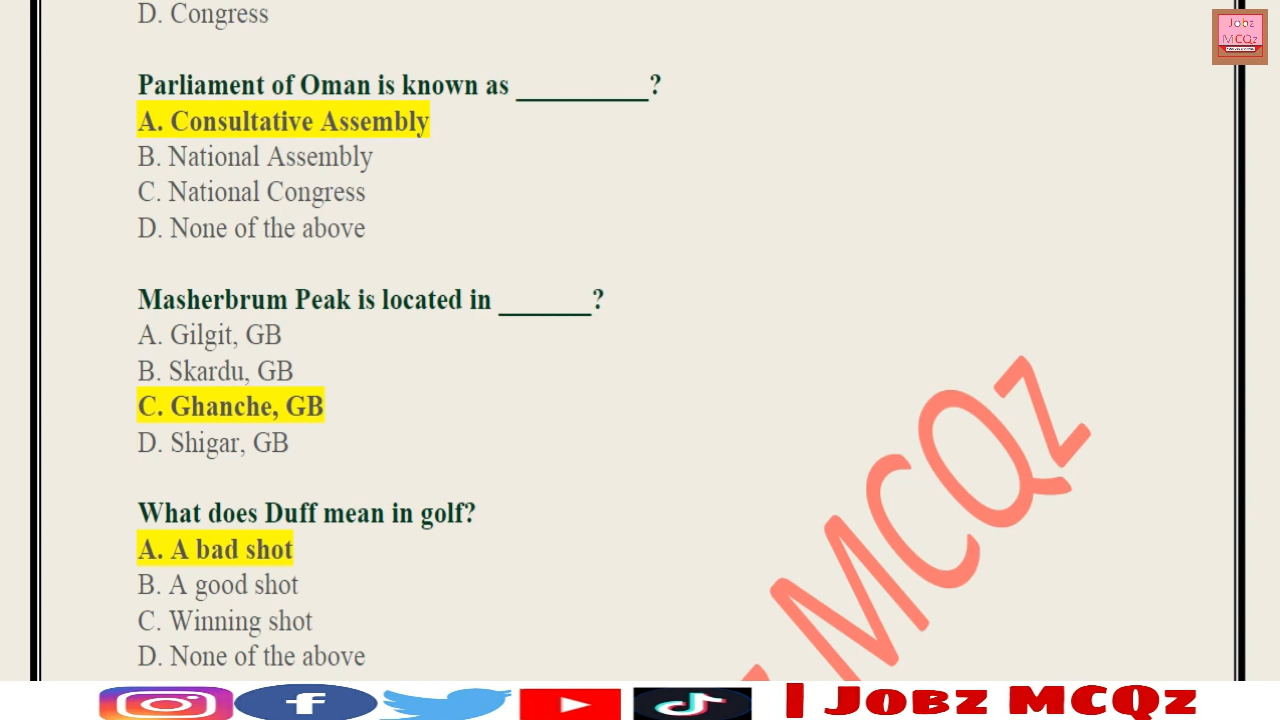 D. Congress
Parliament of Oman is known as __________?
A. Consultative Assembly
B. National Assembly
C. National Congress
D. None of the above
Masherbrum Peak is located in _______?
A. Gilgit, GB
B. Skardu, GB
C. Ghanche, GB
D. Shigar, GB
What does Duff mean in golf?
A. A bad shot
B. A good shot
C. Winning shot
D. None of the above
MCQz
Jobz
MCQz
| Jobz MCQz